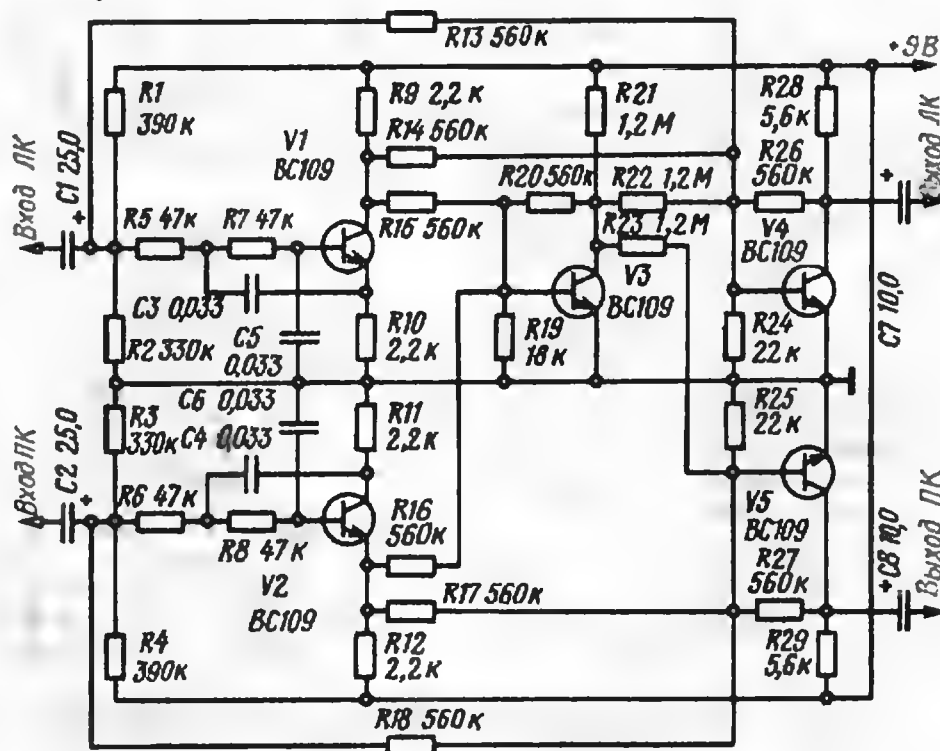 R13 560к
+9В
R1
390к
R9 2,2к
R14 560к
R21
1,2М
R28
5,6к
V1
BC109
R20 560к
R22 1,2М
R26
560к
Вход ЛК
C1 25,0
+
R5 47к
R7 47к
R15 560к
R23 1,2М
V4
BC109
+
Выход ЛК
C7 10,0
V3
BC109
C3 0,033
C5
0,033
R10
2,2к
R19
18к
R24
22к
R2 330к
R3
330к
C6 0,033
C4 0,033
R11
2,2к
R25
22к
Вход ПК
C2 25,0
+
R6 47к
R8 47к
R16
560к
V5
BC109
V2
BC109
R17 560к
R27
560к
+
C8 10,0
Выход ПК
R4
390к
R12
2,2к
R29
5,6к
R18 560к